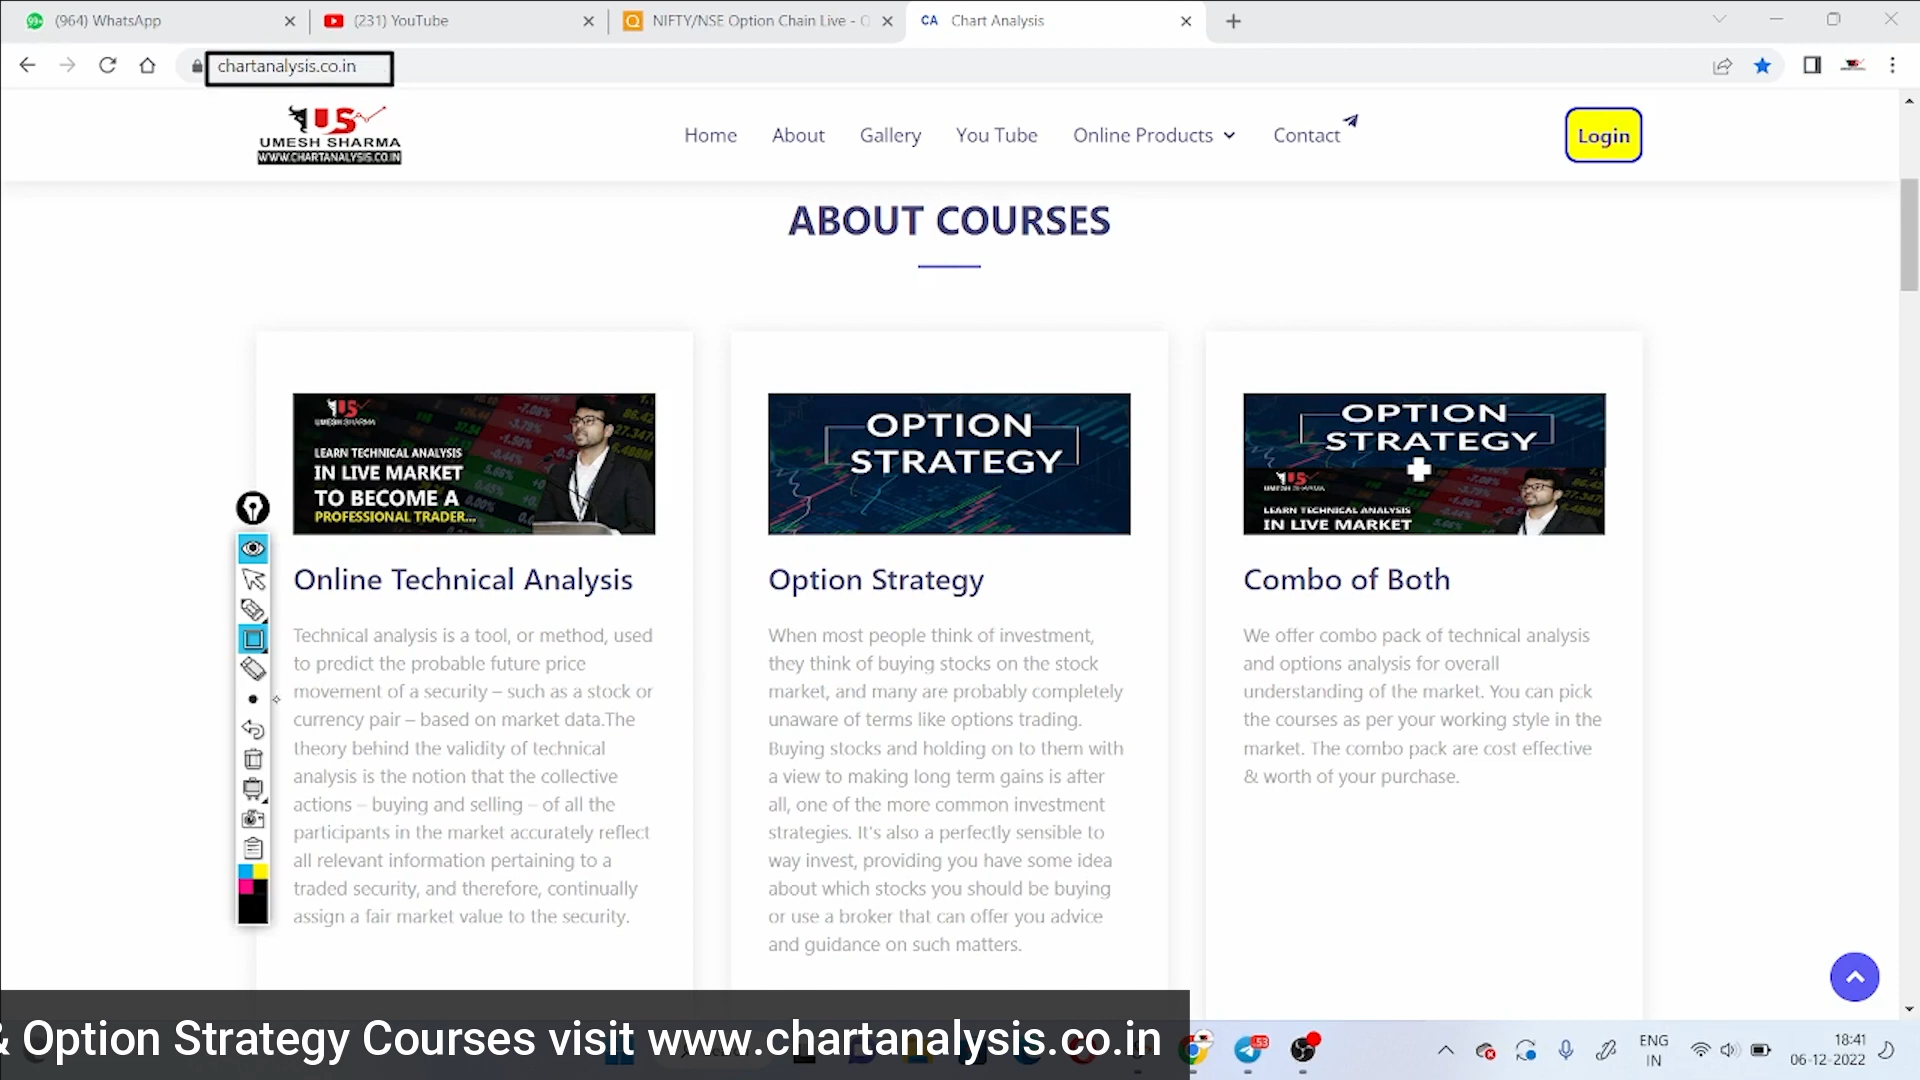 (964) WhatsApp
(231) YouTube
NIFTY/NSE Option Chain Live -
CA Chart Analysis
chartanalysis.co.in
US
UMESH SHARMA
WWW.CHARTANALYSIS.CO.IN
Home
About
Gallery
You Tube
Online Products
Contact
Login
ABOUT COURSES
US
UMESH SHARMA
LEARN TECHNICAL ANALYSIS
IN LIVE MARKET
TO BECOME A
PROFESSIONAL TRADER...
Online Technical Analysis
Technical analysis is a tool, or method, used
to predict the probable future price
movement of a security – such as a stock or
currency pair – based on market data.The
theory behind the validity of technical
analysis is the notion that the collective
actions – buying and selling – of all the
participants in the market accurately reflect
all relevant information pertaining to a
traded security, and therefore, continually
assign a fair market value to the security.
OPTION
STRATEGY
Option Strategy
When most people think of investment,
they think of buying stocks on the stock
market, and many are probably completely
unaware of terms like options trading.
Buying stocks and holding on to them with
a view to making long term gains is after
all, one of the more common investment
strategies. It's also a perfectly sensible to
way invest, providing you have some idea
about which stocks you should be buying
or use a broker that can offer you advice
and guidance on such matters.
OPTION
STRATEGY
US
UMESH SHARMA
LEARN TECHNICAL ANALYSIS
IN LIVE MARKET
Combo of Both
We offer combo pack of technical analysis
and options analysis for overall
understanding of the market. You can pick
the courses as per your working style in the
market. The combo pack are cost effective
& worth of your purchase.
& Option Strategy Courses visit www.chartanalysis.co.in
53
ENG
IN
18:41
06-12-2022